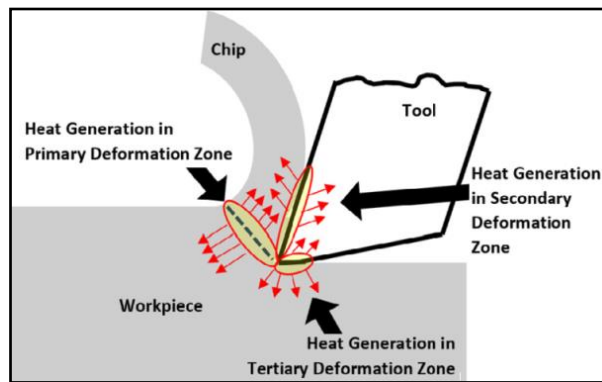 Chip
Tool
Heat Generation in
Primary Deformation Zone
Heat Generation
in Secondary
Deformation
Zone
Workpiece
Heat Generation in
Tertiary Deformation Zone